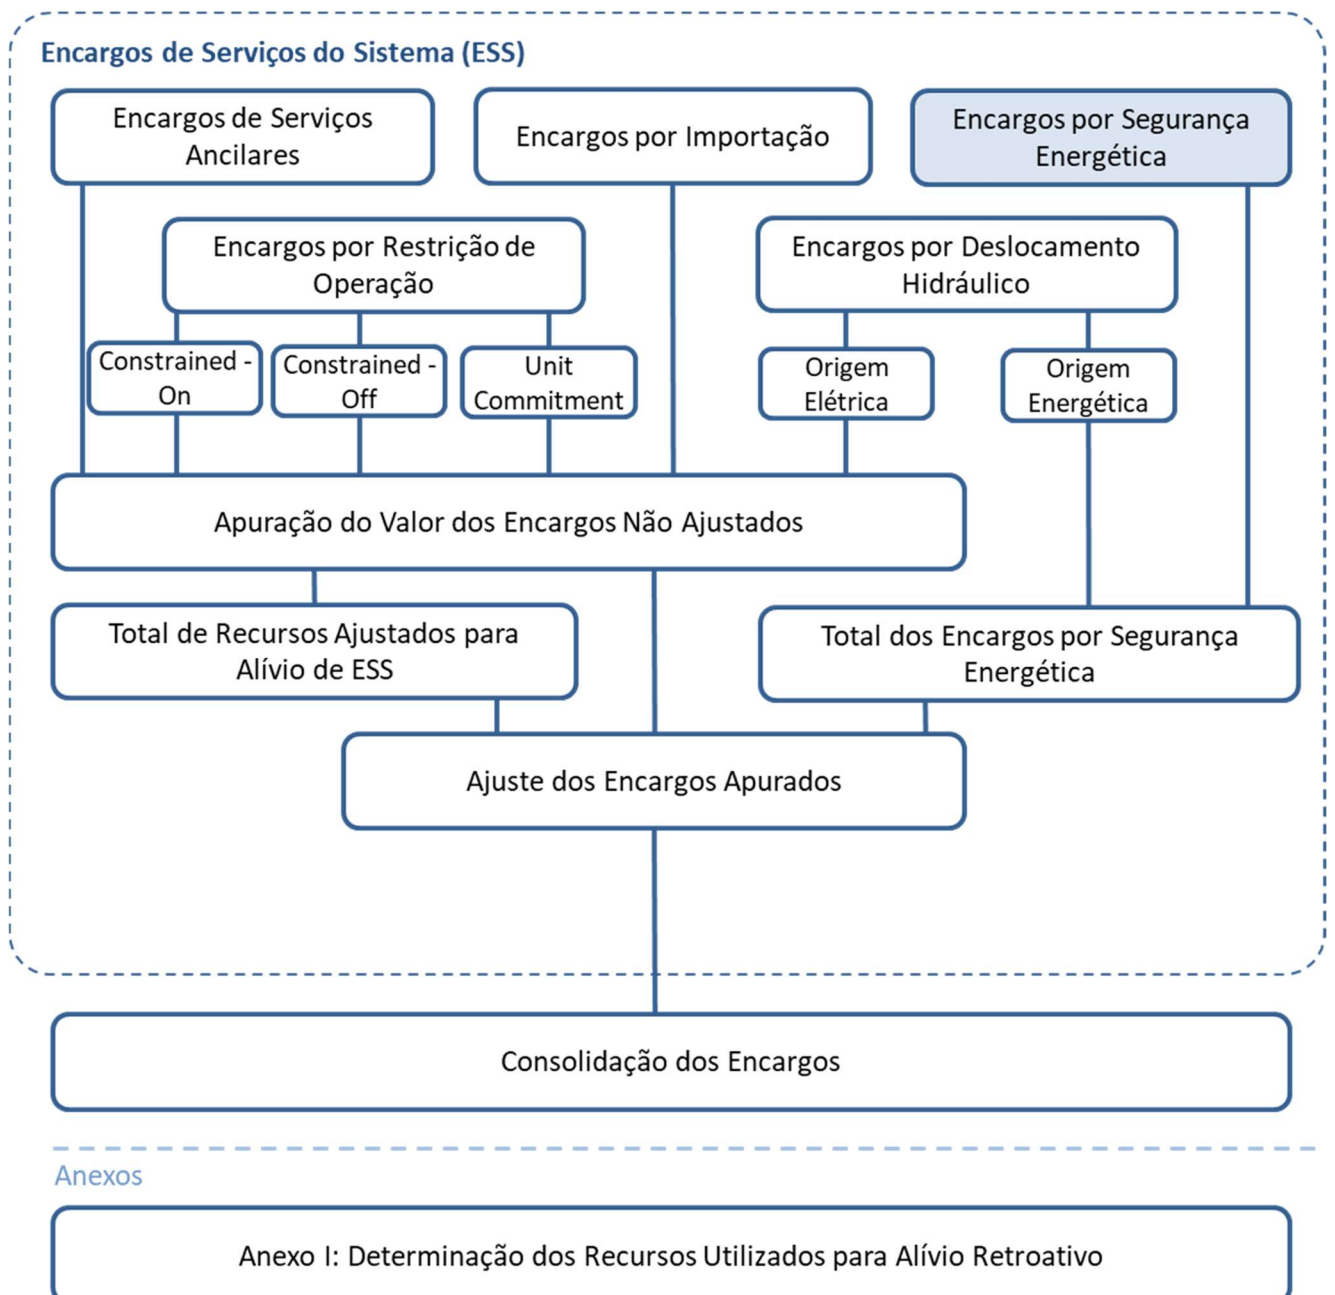 Encargos de Serviços do Sistema (ESS)
Encargos de Serviços
Ancilares
Encargos por Importação
Encargos por Segurança
Energética
Encargos por Restrição de
Operação
Encargos por Deslocamento
Hidráulico
Constrained -
On
Constrained -
Off
Unit
Commitment
Origem
Elétrica
Origem
Energética
Apuração do Valor dos Encargos Não Ajustados
Total de Recursos Ajustados para
Alívio de ESS
Total dos Encargos por Segurança
Energética
Ajuste dos Encargos Apurados
Consolidação dos Encargos
Anexos
Anexo I: Determinação dos Recursos Utilizados para Alívio Retroativo